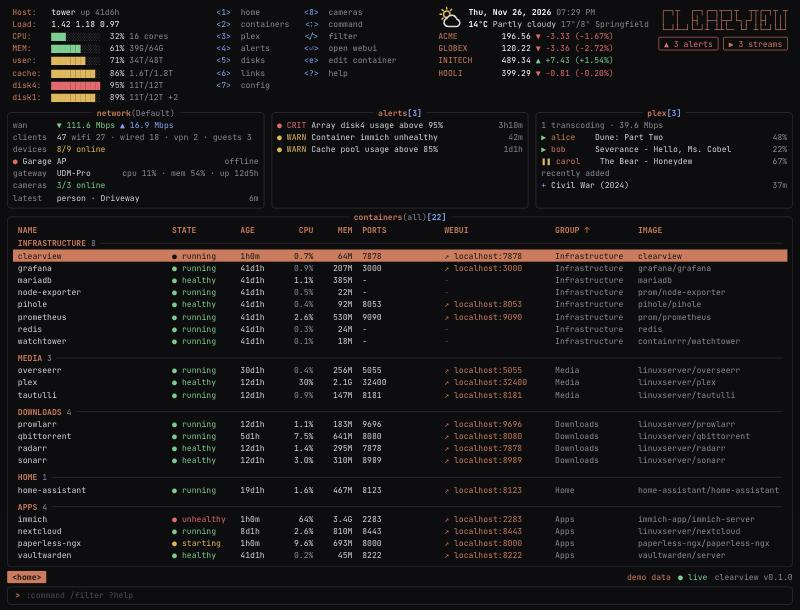 Host: tower up 41d6h <1> home <8> cameras Thu, Nov 26, 2026 07:29 PM
Load: 1.42 1.18 0.97 <2> containers <:> command 14°C Partly cloudy 17°/8° Springfield
CPU: 32% 16 cores <3> plex </> filter ACME 196.56 ▼ -3.33 (-1.67%)
MEM: 61% 39G/64G <4> alerts <⏎> open webui GLOBEX 120.22 ▼ -3.36 (-2.72%) ▲ 3 alerts ▶ 3 streams
user: 71% 34T/48T <5> disks <e> edit container INITECH 489.34 ▲ +7.43 (+1.54%)
cache: 86% 1.6T/1.8T <6> links <?> help HOOLI 399.29 ▼ -0.81 (-0.20%)
disk4: 95% 11T/12T <7> config
disk1: 89% 11T/12T +2
network(Default)
wan ▼ 111.6 Mbps ▲ 16.9 Mbps
clients 47 wifi 27 · wired 18 · vpn 2 · guests 3
devices 8/9 online
● Garage AP offline
gateway UDM-Pro cpu 11% · mem 54% · up 12d5h
cameras 3/3 online
latest person · Driveway 6m
alerts[3]
● CRIT Array disk4 usage above 95% 3h10m
● WARN Container immich unhealthy 42m
● WARN Cache pool usage above 85% 1d1h
plex[3]
1 transcoding · 39.6 Mbps
▶ alice Dune: Part Two 48%
▶ bob Severance - Hello, Ms. Cobel 22%
❚❚ carol The Bear - Honeydew 67%
recently added
+ Civil War (2024) 37m
containers(all)[22]
NAME STATE AGE CPU MEM PORTS WEBUI GROUP ↑ IMAGE
INFRASTRUCTURE 8
clearview ● running 1h0m 0.7% 64M 7878 ↗ localhost:7878 Infrastructure clearview
grafana ● running 41d1h 0.9% 207M 3000 ↗ localhost:3000 Infrastructure grafana/grafana
mariadb ● healthy 41d1h 1.1% 385M - - Infrastructure mariadb
node-exporter ● running 41d1h 0.5% 22M - - Infrastructure prom/node-exporter
pihole ● healthy 41d1h 0.4% 92M 8053 ↗ localhost:8053 Infrastructure pihole/pihole
prometheus ● running 41d1h 2.6% 530M 9090 ↗ localhost:9090 Infrastructure prom/prometheus
redis ● running 41d1h 0.3% 24M - - Infrastructure redis
watchtower ● running 41d1h 0.1% 18M - - Infrastructure containrrr/watchtower
MEDIA 3
overseerr ● running 30d1h 0.4% 256M 5055 ↗ localhost:5055 Media linuxserver/overseerr
plex ● healthy 12d1h 30% 2.1G 32400 ↗ localhost:32400 Media linuxserver/plex
tautulli ● running 12d1h 0.9% 147M 8181 ↗ localhost:8181 Media linuxserver/tautulli
DOWNLOADS 4
prowlarr ● running 12d1h 1.1% 183M 9696 ↗ localhost:9696 Downloads linuxserver/prowlarr
qbittorrent ● running 5d1h 7.5% 641M 8080 ↗ localhost:8080 Downloads linuxserver/qbittorrent
radarr ● healthy 12d1h 1.4% 295M 7878 ↗ localhost:7878 Downloads linuxserver/radarr
sonarr ● healthy 12d1h 3.0% 310M 8989 ↗ localhost:8989 Downloads linuxserver/sonarr
HOME 1
home-assistant ● running 19d1h 1.6% 467M 8123 ↗ localhost:8123 Home home-assistant/home-assistant
APPS 4
immich ● unhealthy 1h0m 64% 3.4G 2283 ↗ localhost:2283 Apps immich-app/immich-server
nextcloud ● running 8d1h 2.6% 810M 8443 ↗ localhost:8443 Apps linuxserver/nextcloud
paperless-ngx ● starting 1h0m 9.6% 693M 8000 ↗ localhost:8000 Apps paperless-ngx/paperless-ngx
vaultwarden ● healthy 41d1h 0.2% 45M 8222 ↗ localhost:8222 Apps vaultwarden/server
<home> demo data ● live clearview v0.1.0
> :command /filter ?help